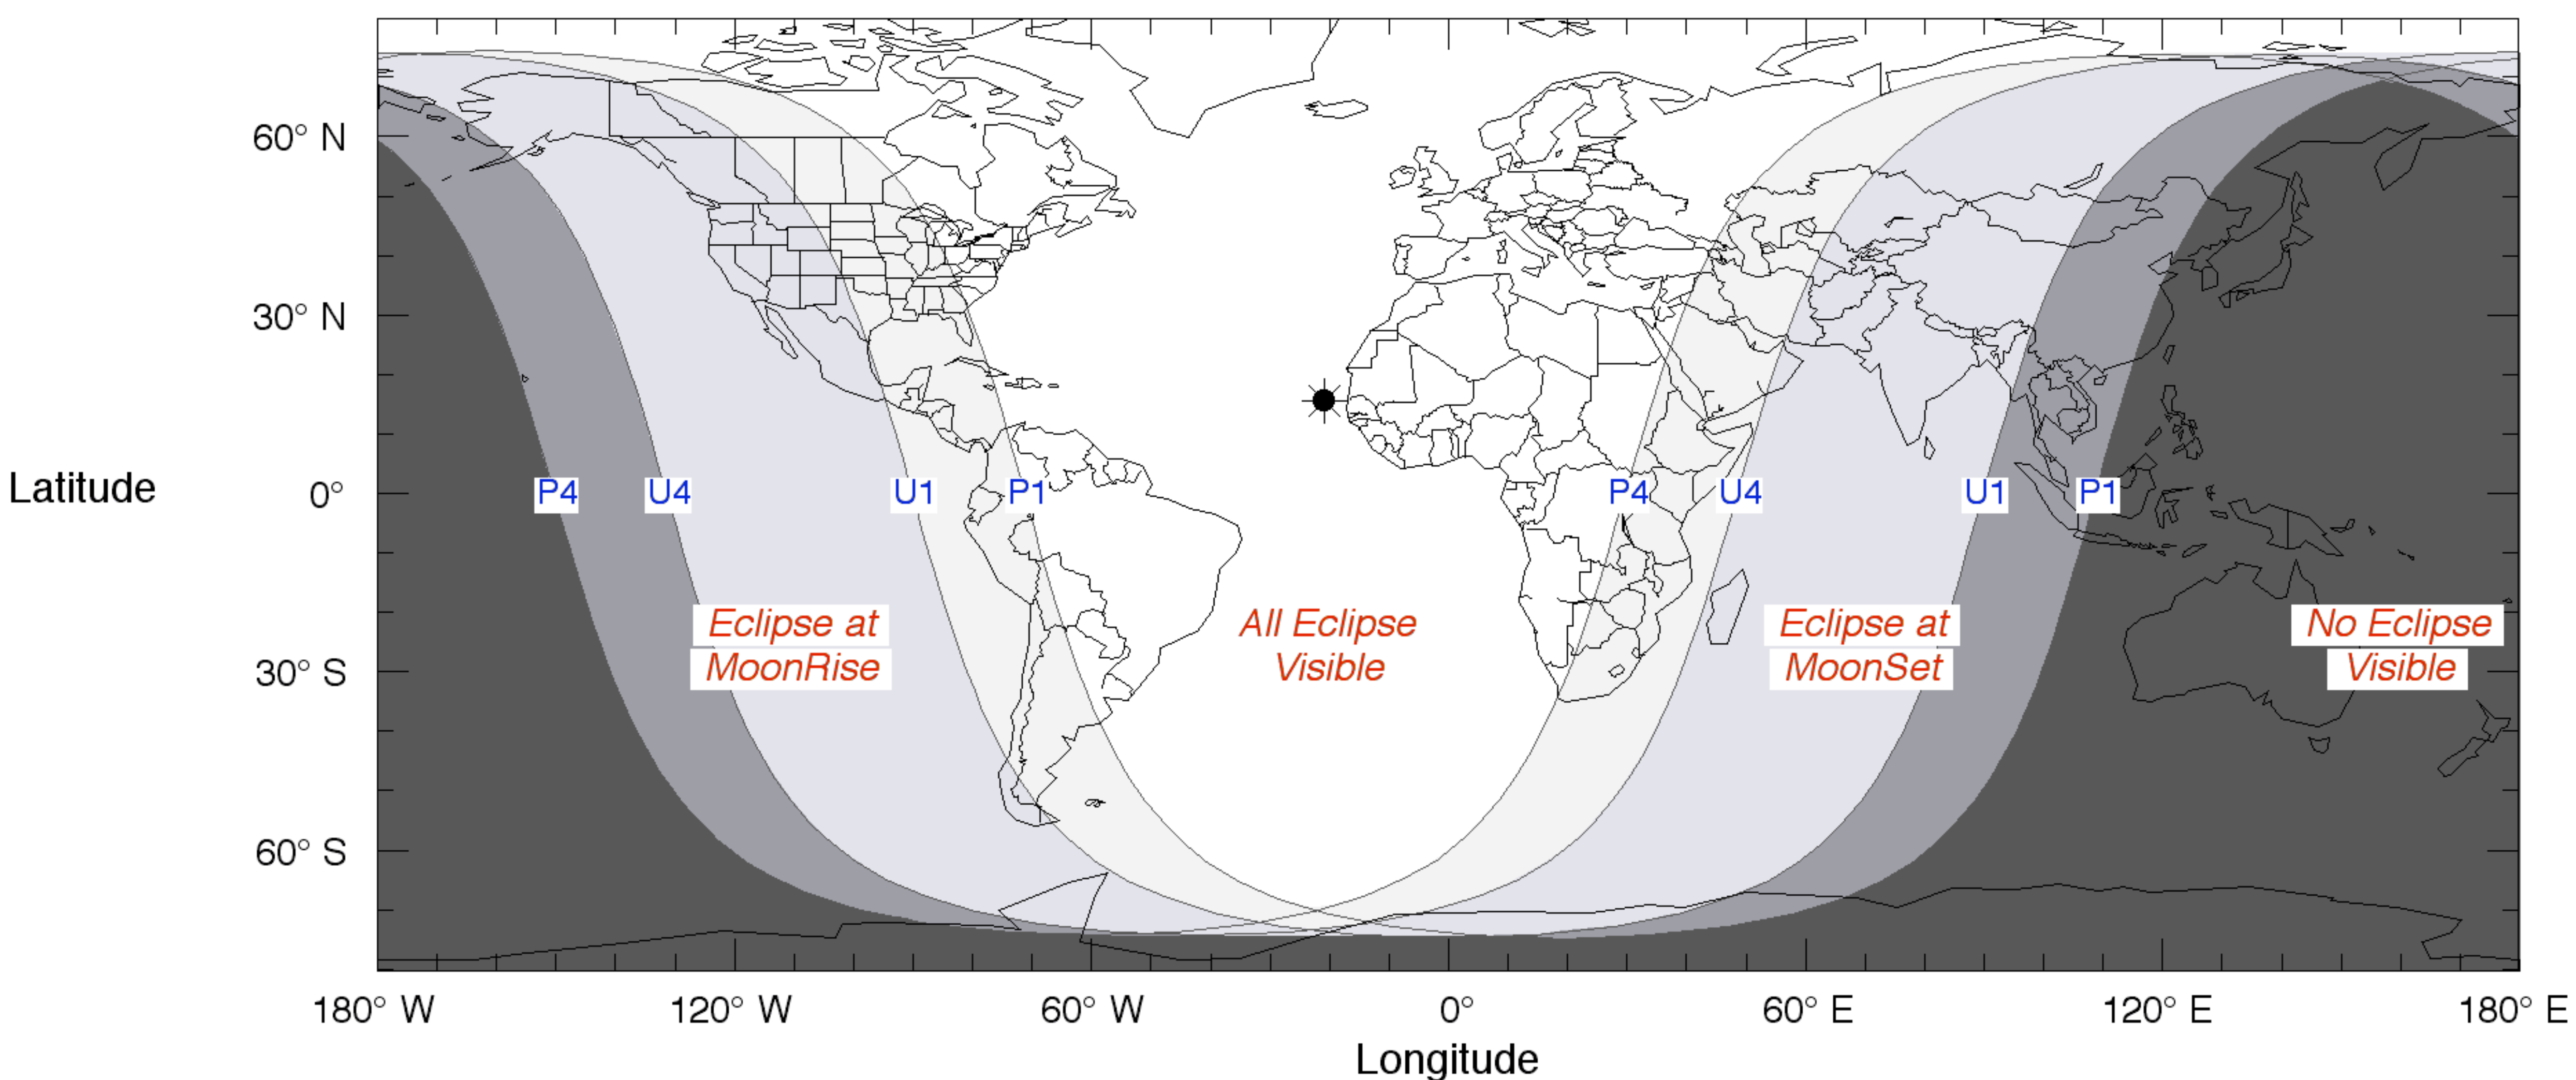 60° N
30° N
Latitude
0°
P4
U4
U1
P1
P4
U4
U1
P1
Eclipse at
MoonRise
All Eclipse
Visible
Eclipse at
MoonSet
No Eclipse
Visible
30° S
60° S
180° W
120° W
60° W
0°
60° E
120° E
180° E
Longitude